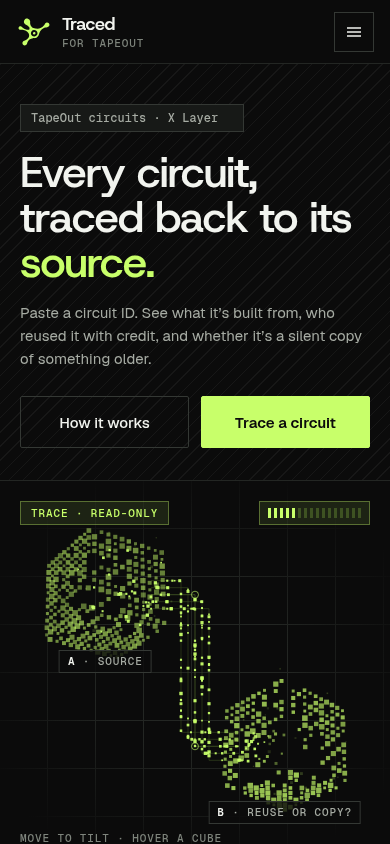 Traced
FOR TAPEOUT
TapeOut circuits · X Layer
Every circuit,
traced back to its
source.
Paste a circuit ID. See what it’s built from, who
reused it with credit, and whether it’s a silent copy
of something older.
How it works
Trace a circuit
TRACE · READ-ONLY
A · SOURCE
B · REUSE OR COPY?
MOVE TO TILT · HOVER A CUBE